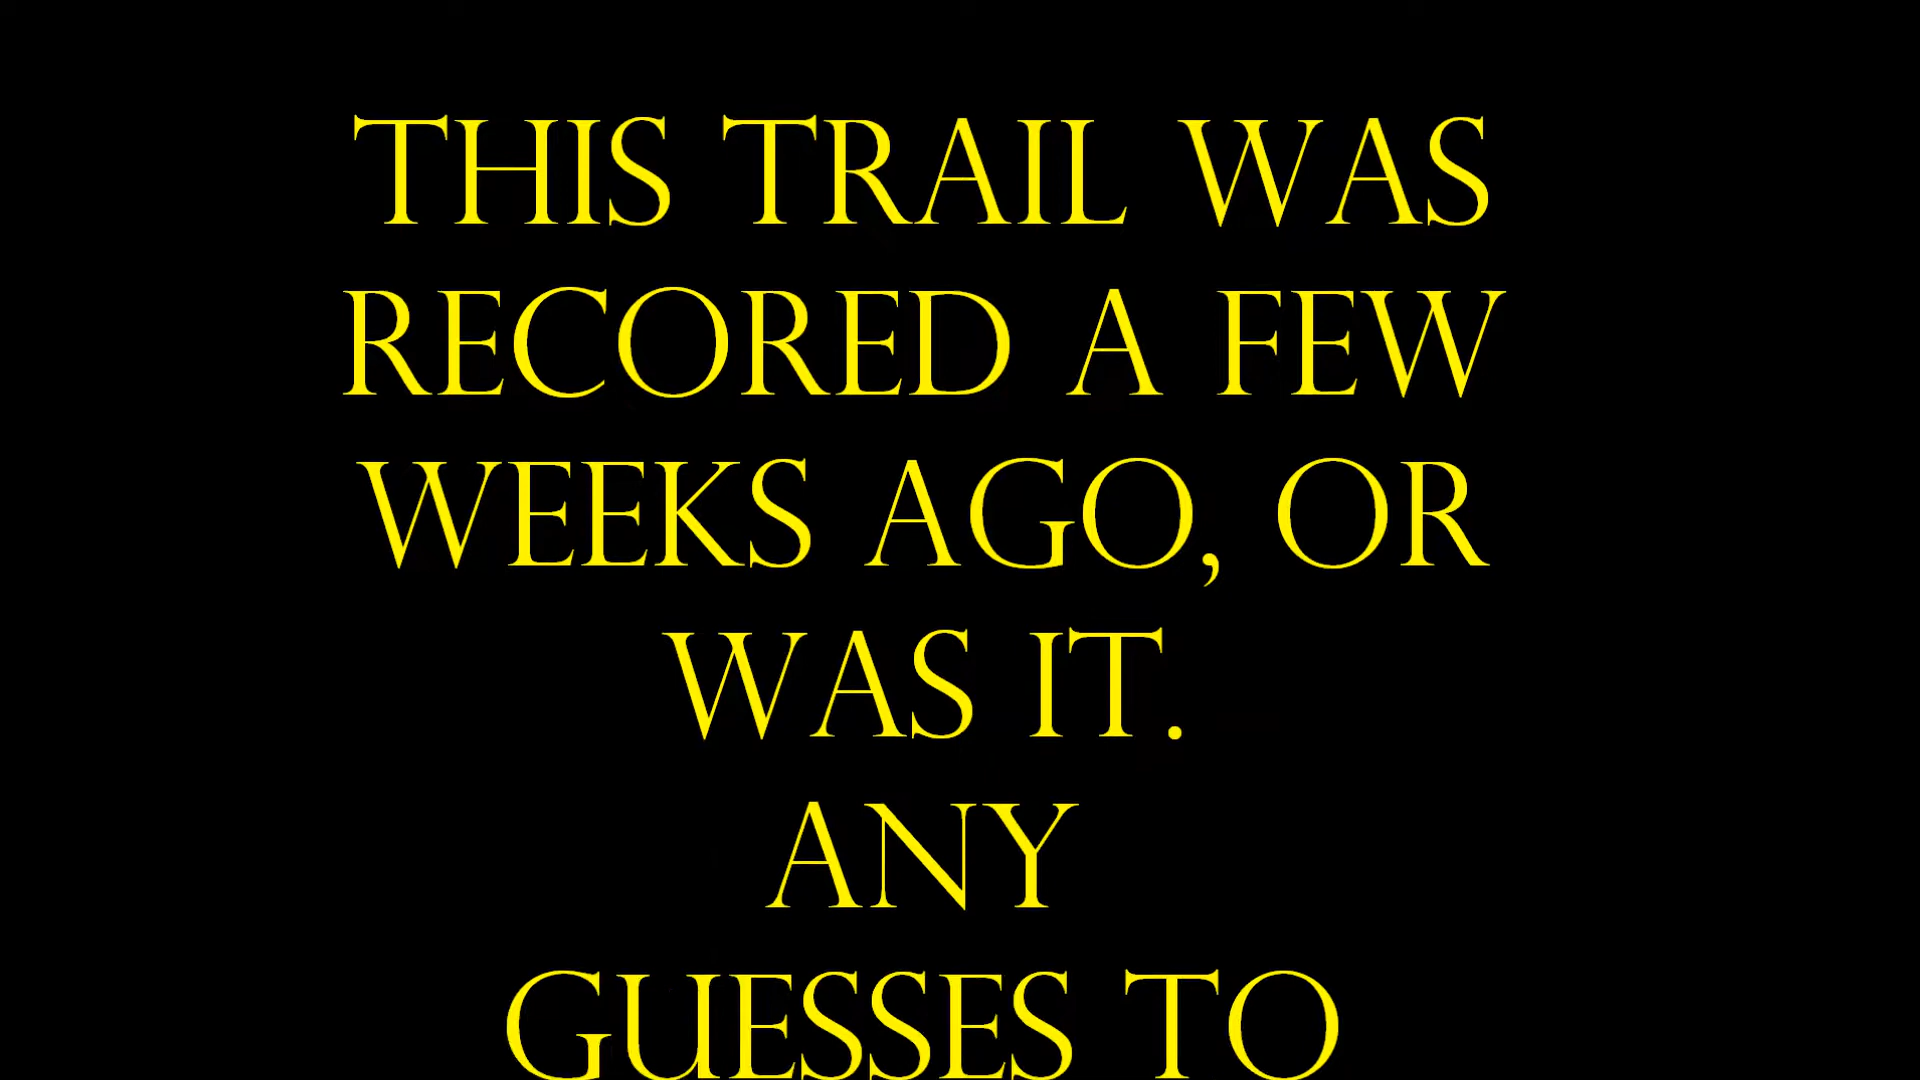 THIS TRAIL WAS
RECORED A FEW
WEEKS AGO, OR
WAS IT.
ANY
GUESSES TO